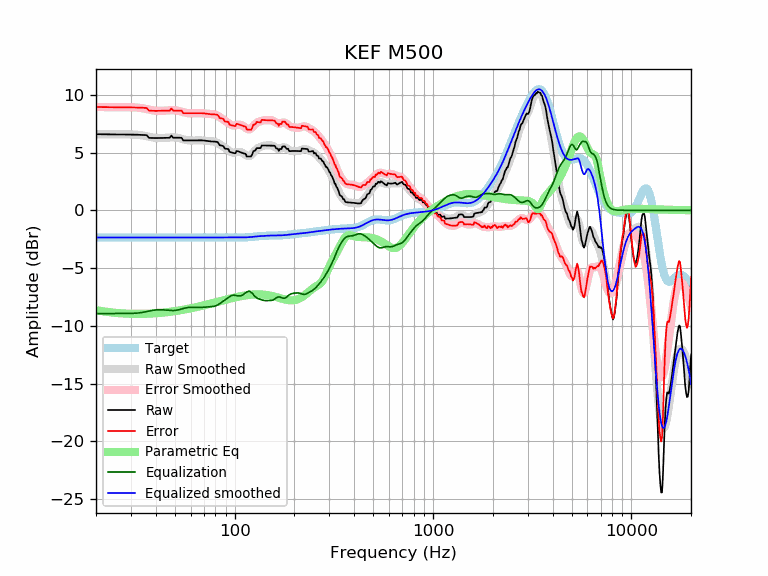 KEF M500
Amplitude (dBr)
10
5
0
−5
−10
−15
−20
−25
Target
Raw Smoothed
Error Smoothed
Raw
Error
Parametric Eq
Equalization
Equalized smoothed
100 1000 10000
Frequency (Hz)